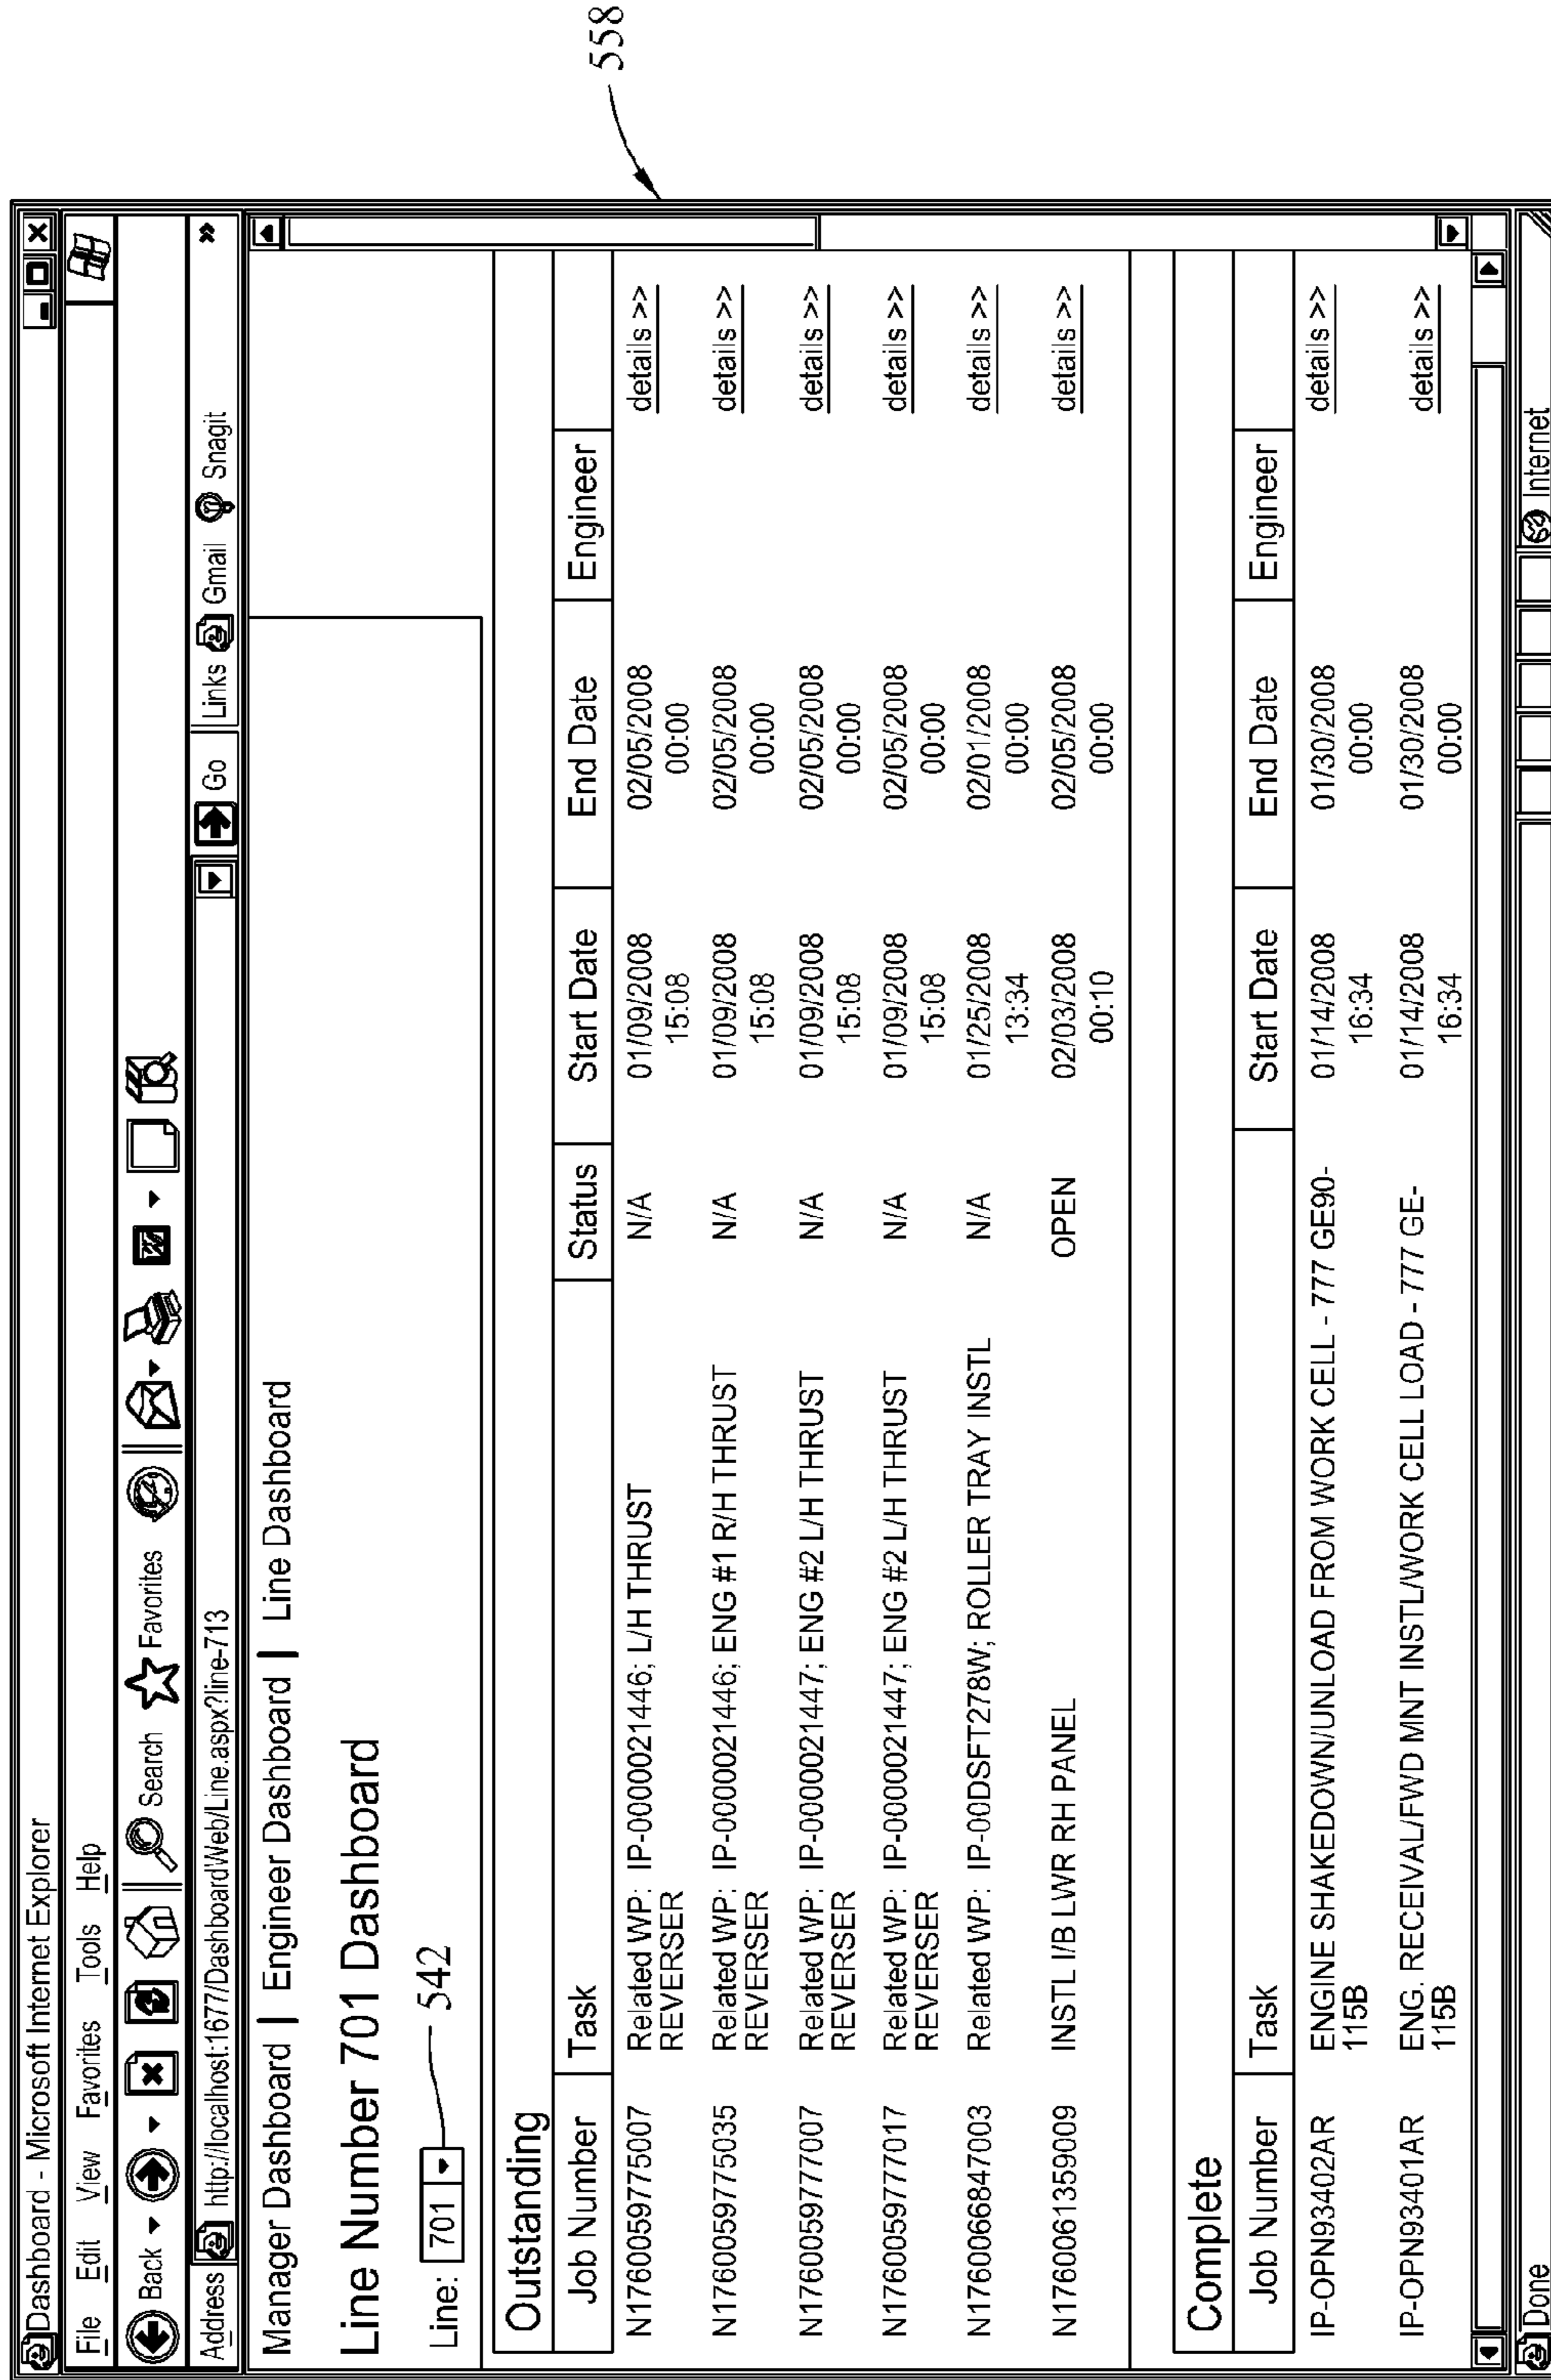 Dashboard - Microsoft Internet Explorer
File Edit View Favorites Tools Help
Back Search Favorites
Address http://localhost:1677/DashboardWeb/Line.aspx?line-713 Go Links Gmail Snagit »
Manager Dashboard | Engineer Dashboard | Line Dashboard
Line Number 701 Dashboard
Line: 701
542
558
Outstanding
Job Number Task Status Start Date End Date Engineer
N1760059775007 Related WP: IP-0000021446; L/H THRUST N/A 01/09/2008 02/05/2008 details >>
REVERSER 15:08 00:00
N1760059775035 Related WP: IP-0000021446; ENG #1 R/H THRUST N/A 01/09/2008 02/05/2008 details >>
REVERSER 15:08 00:00
N1760059777007 Related WP: IP-0000021447; ENG #2 L/H THRUST N/A 01/09/2008 02/05/2008 details >>
REVERSER 15:08 00:00
N1760059777017 Related WP: IP-0000021447; ENG #2 L/H THRUST N/A 01/09/2008 02/05/2008 details >>
REVERSER 15:08 00:00
N1760066847003 Related WP: IP-00DSFT278W; ROLLER TRAY INSTL N/A 01/25/2008 02/01/2008 details >>
13:34 00:00
N1760061359009 INSTL I/B LWR RH PANEL OPEN 02/03/2008 02/05/2008 details >>
00:10 00:00
Complete
Job Number Task Start Date End Date Engineer
IP-OPN93402AR ENGINE SHAKEDOWN/UNLOAD FROM WORK CELL - 777 GE90- 01/14/2008 01/30/2008 details >>
115B 16:34 00:00
IP-OPN93401AR ENG. RECEIVAL/FWD MNT INSTL/WORK CELL LOAD - 777 GE- 01/14/2008 01/30/2008 details >>
115B 16:34 00:00
Done Internet